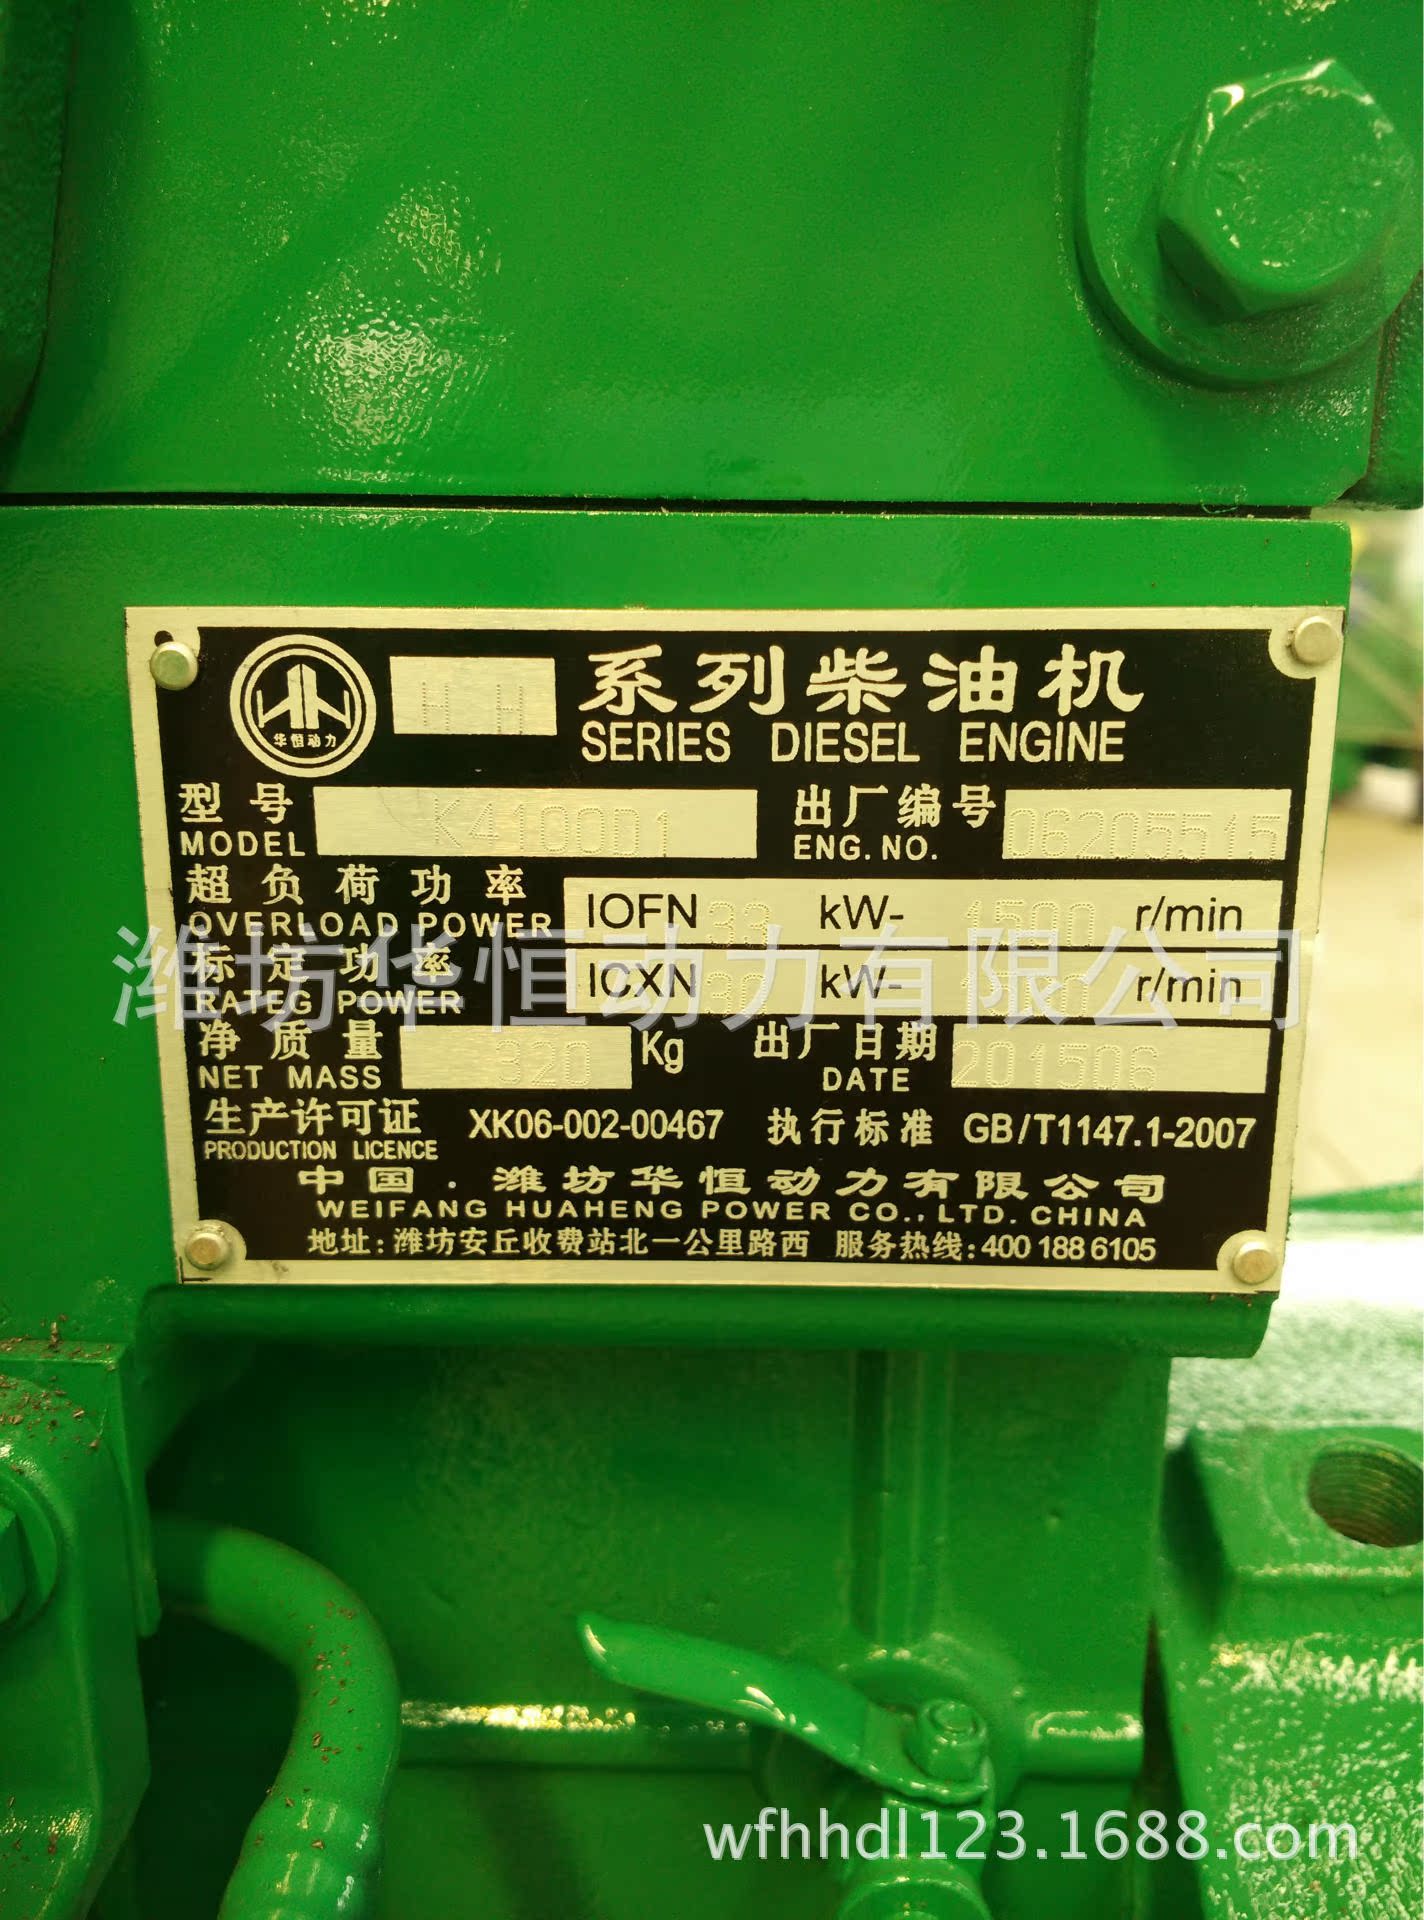 华恒动力
HH 系列柴油机
SERIES DIESEL ENGINE
型号 K4100D1 出厂编号 06205515
MODEL ENG. NO.
超负荷功率 IOFN 33 kW- 1500 r/min
OVERLOAD POWER
标定功率 ICXN 30 kW- 1500 r/min
RATEG POWER
净质量 320 Kg 出厂日期 201506
NET MASS DATE
生产许可证 XK06-002-00467 执行标准 GB/T1147.1-2007
PRODUCTION LICENCE
中国.潍坊华恒动力有限公司
WEIFANG HUAHENG POWER CO., LTD. CHINA
地址:潍坊安丘收费站北一公里路西 服务热线:400 188 6105
潍坊华恒动力有限公司
wfhhdl123.1688.com